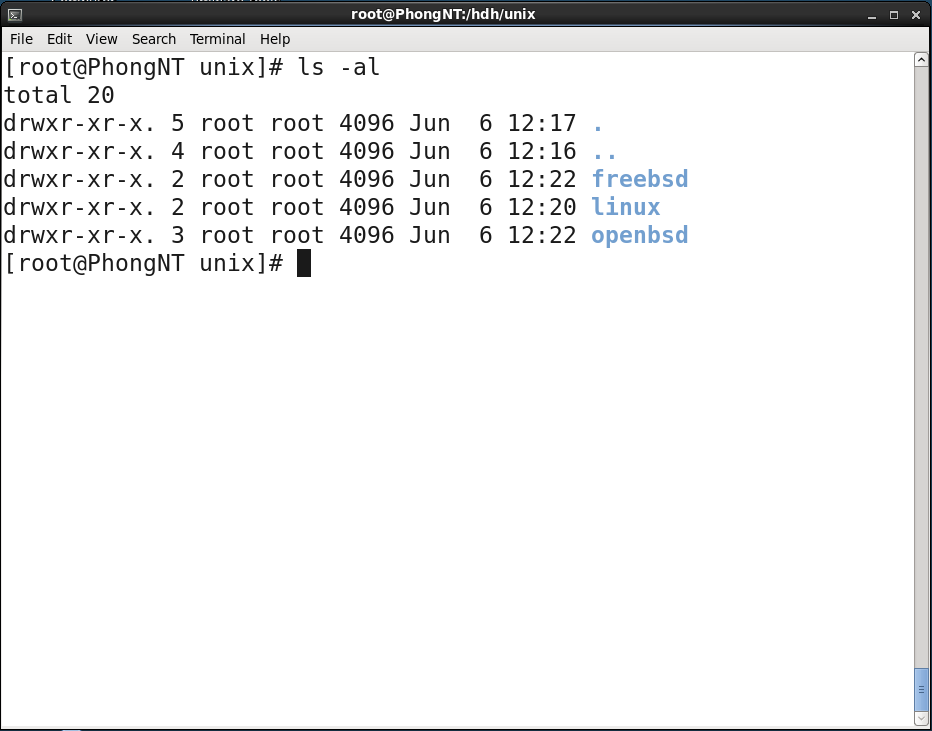 root@PhongNT:/hdh/unix
File Edit View Search Terminal Help
[root@PhongNT unix]# ls -al
total 20
drwxr-xr-x. 5 root root 4096 Jun  6 12:17 .
drwxr-xr-x. 4 root root 4096 Jun  6 12:16 ..
drwxr-xr-x. 2 root root 4096 Jun  6 12:22 freebsd
drwxr-xr-x. 2 root root 4096 Jun  6 12:20 linux
drwxr-xr-x. 3 root root 4096 Jun  6 12:22 openbsd
[root@PhongNT unix]#